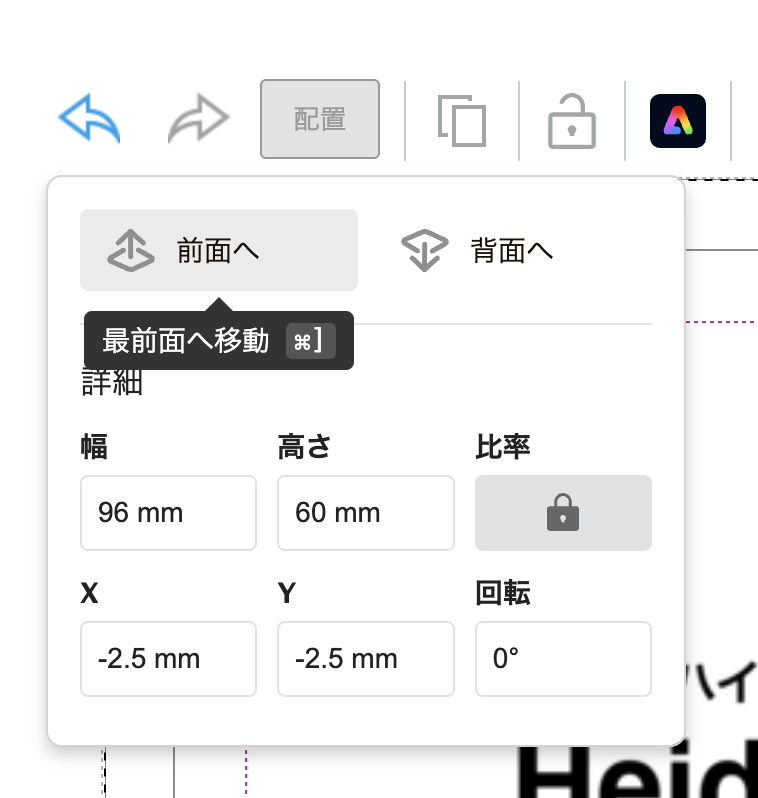 配置
前面へ 背面へ
最前面へ移動 ⌘]
詳細
幅 高さ 比率
96 mm 60 mm
X Y 回転
-2.5 mm -2.5 mm 0°
ハイ
Heid